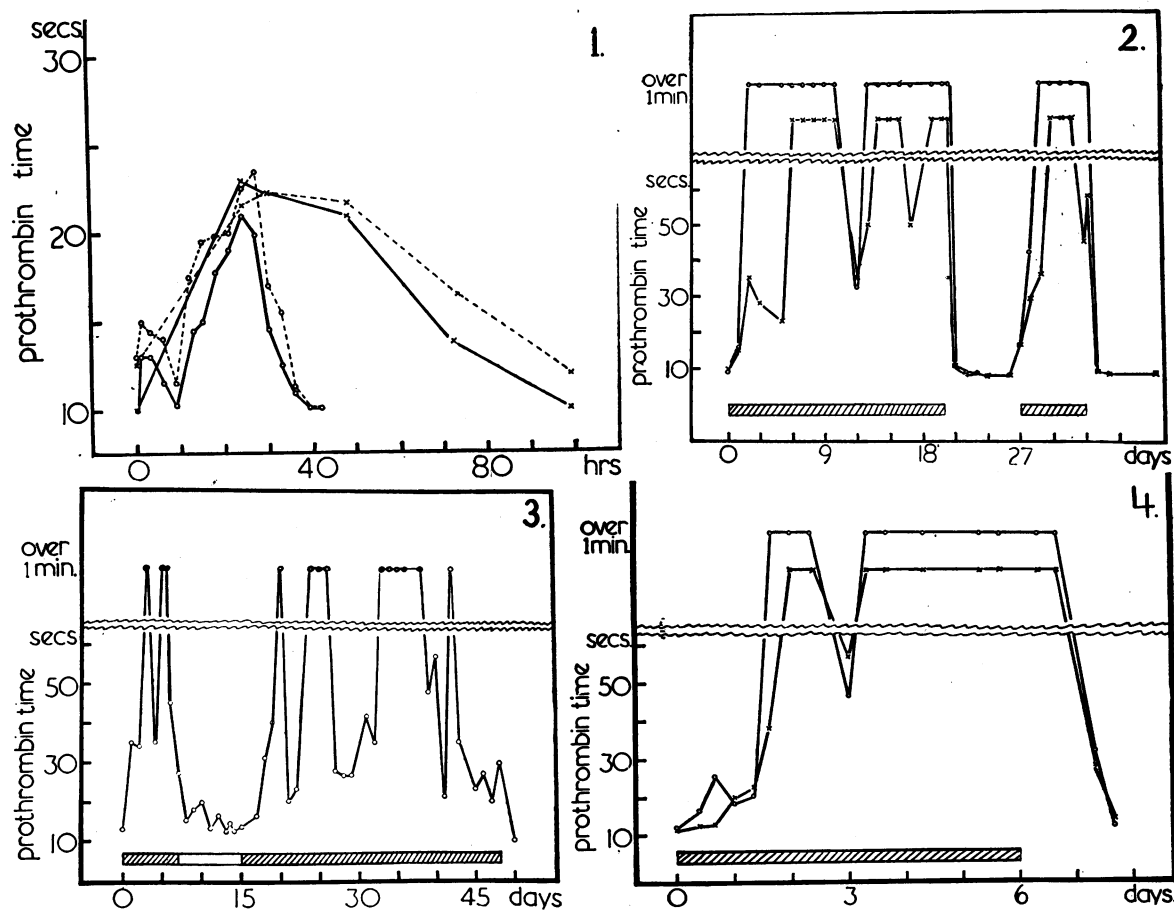 secs.
30
20
10
prothrombin time
0
40
80
hrs
1.
over
1min.
secs.
50
30
10
prothrombin time
0
9
18
27
days
2.
over
1min.
secs.
50
30
10
prothrombin time
0
15
30
45
days
3.
over
1min.
secs.
50
30
10
prothrombin time
0
3
6
days
4.